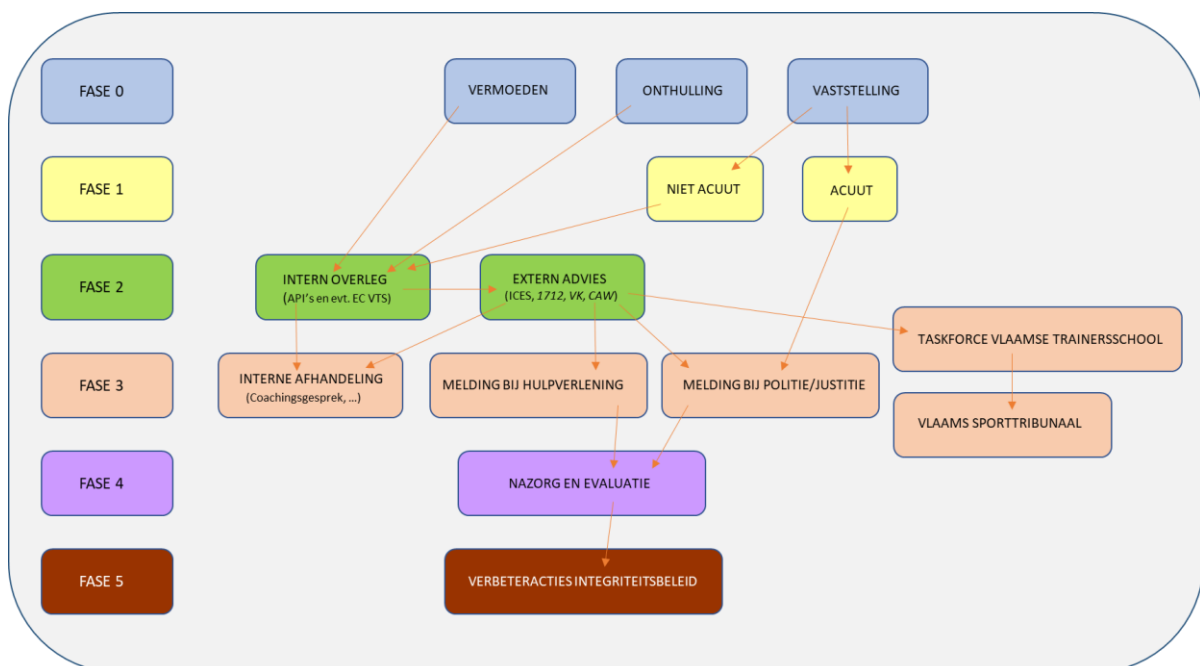 FASE 0
VERMOEDEN
ONTHULLING
VASTSTELLING
FASE 1
NIET ACUUT
ACUUT
FASE 2
INTERN OVERLEG
(API's en evt. EC VTS)
EXTERN ADVIES
(ICES, 1712, VK, CAW)
TASKFORCE VLAAMSE TRAINERSSCHOOL
FASE 3
INTERNE AFHANDELING
(Coachingsgesprek, ...)
MELDING BIJ HULPVERLENING
MELDING BIJ POLITIE/JUSTITIE
VLAAMS SPORTTRIBUNAAL
FASE 4
NAZORG EN EVALUATIE
FASE 5
VERBETERACTIES INTEGRITEITSBELEID